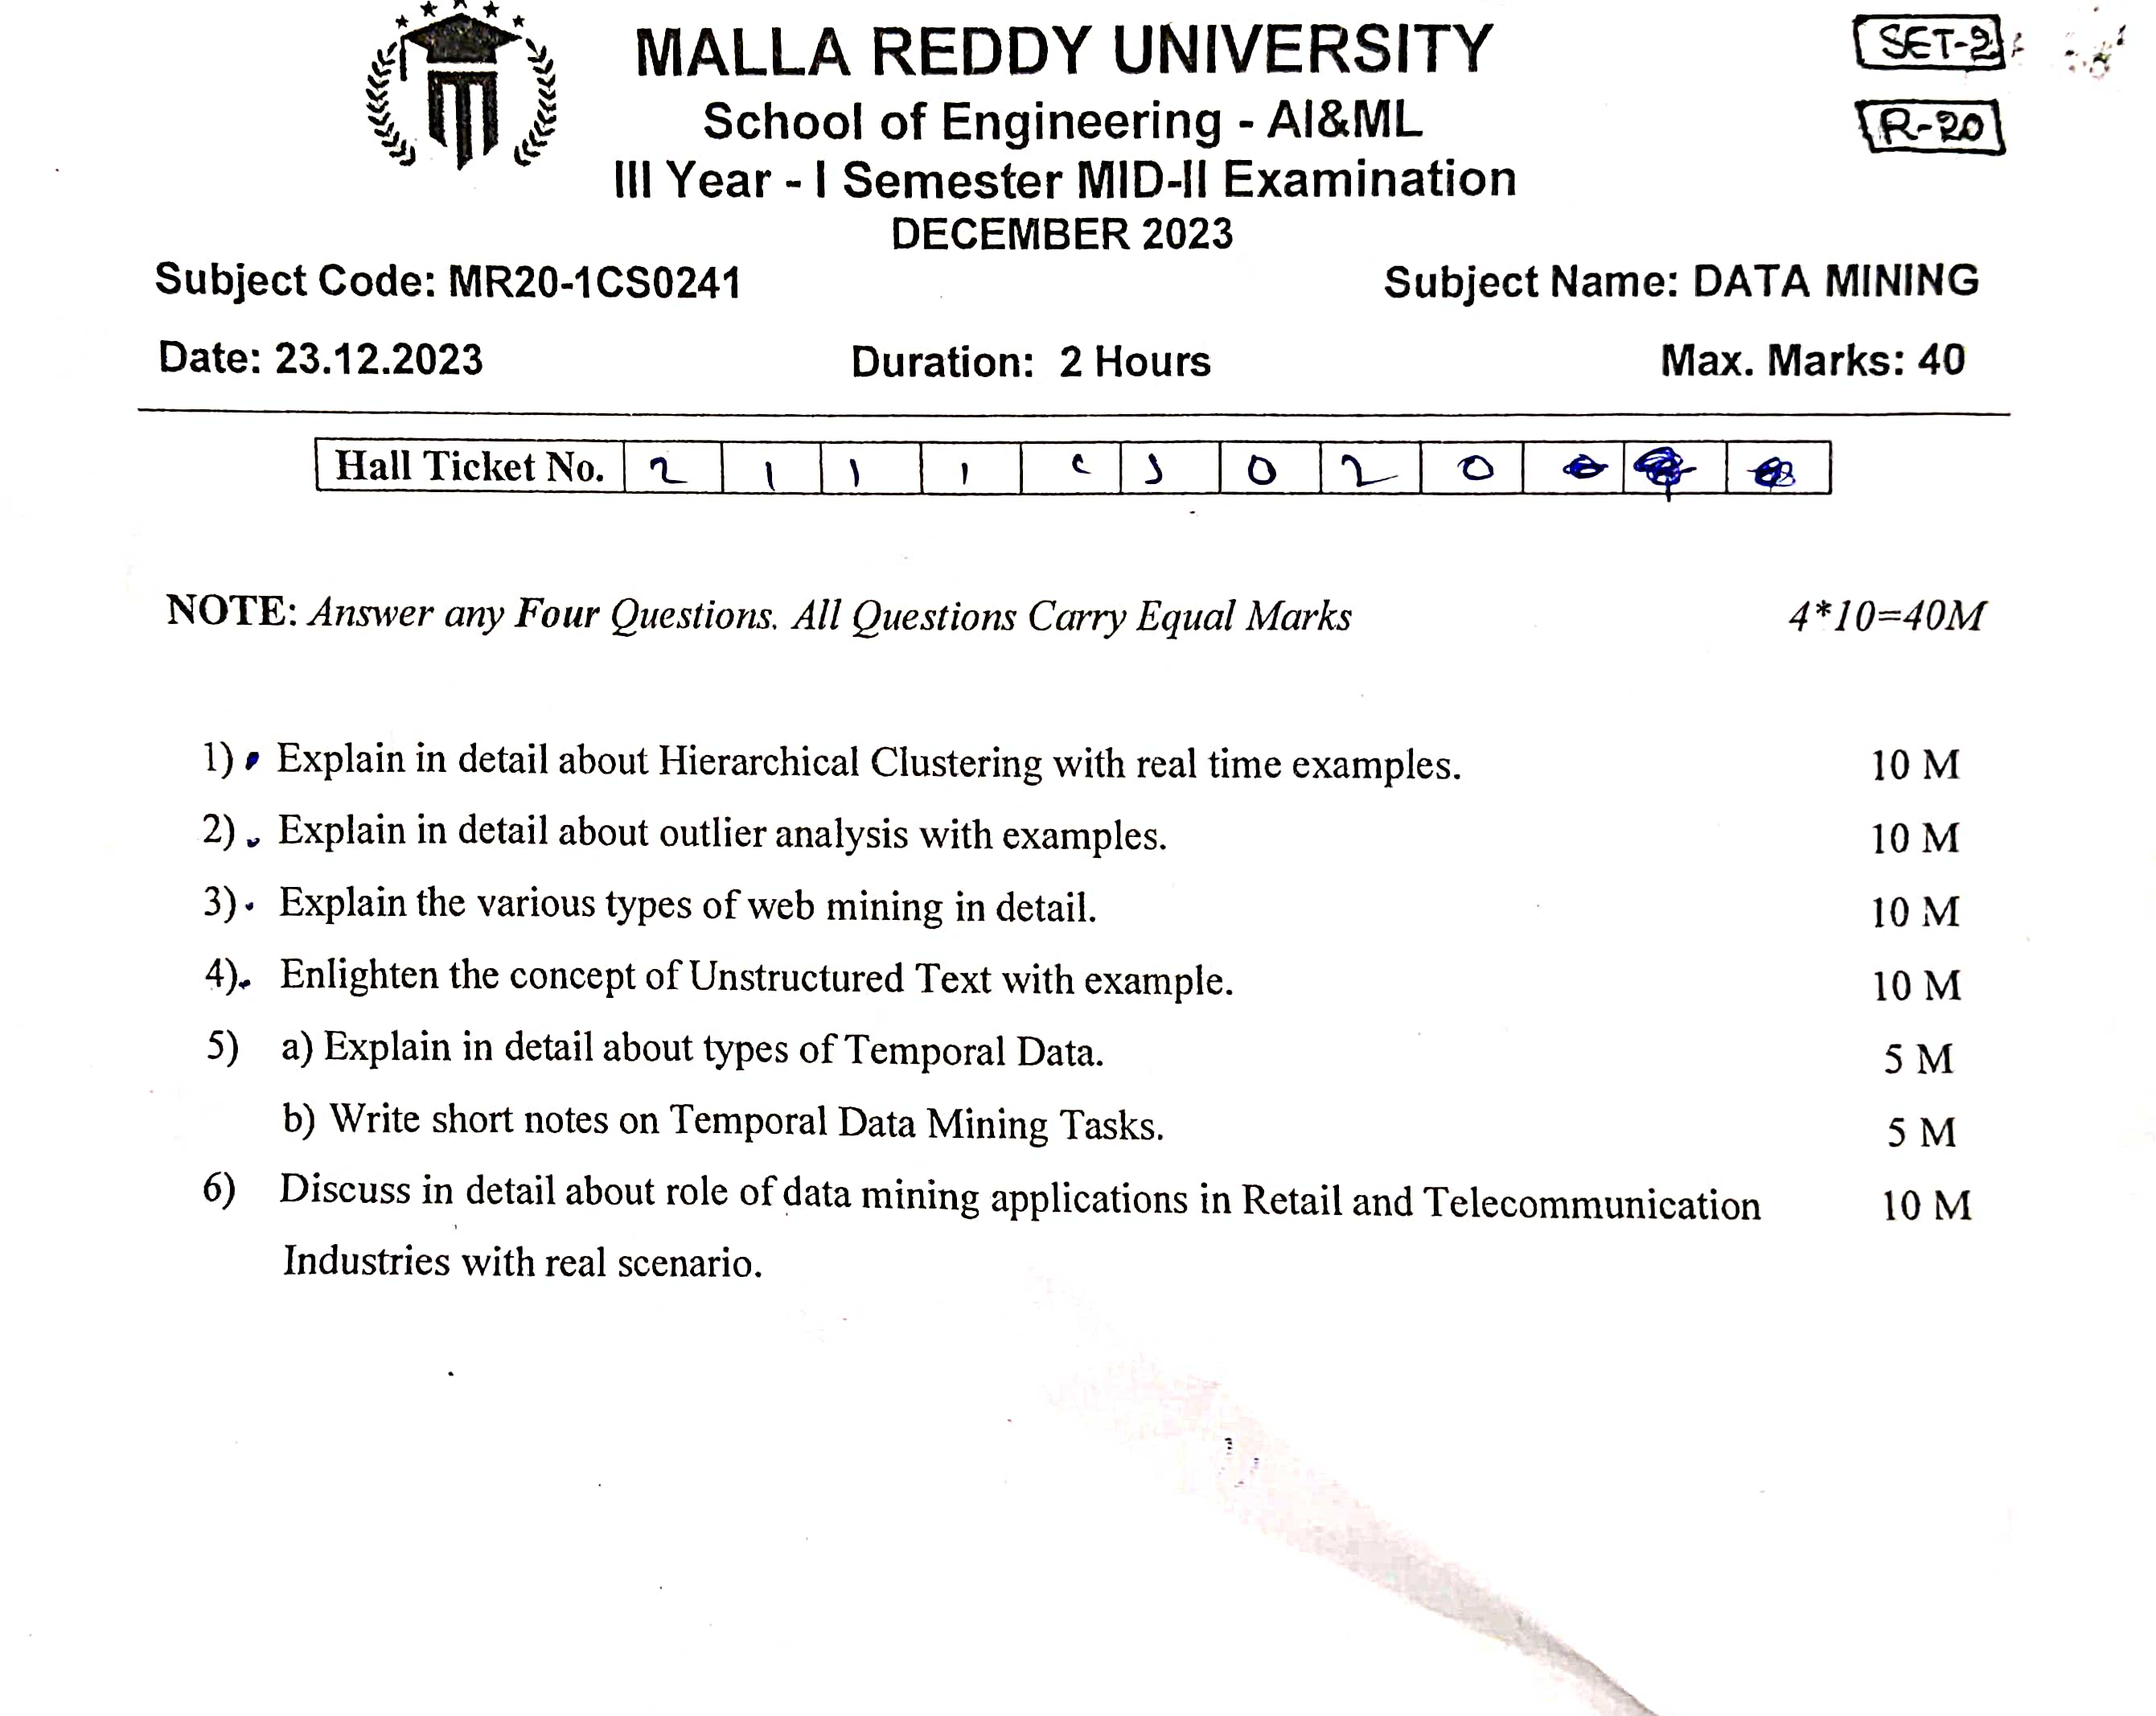 MALLA REDDY UNIVERSITY
SET-2
School of Engineering - AI&ML
R-20
III Year - I Semester MID-II Examination
DECEMBER 2023
Subject Code: MR20-1CS0241 Subject Name: DATA MINING
Date: 23.12.2023 Duration: 2 Hours Max. Marks: 40
Hall Ticket No. 2 1 1 1 C S 0 2 0
NOTE: Answer any Four Questions. All Questions Carry Equal Marks 4*10=40M
1) Explain in detail about Hierarchical Clustering with real time examples. 10 M
2) Explain in detail about outlier analysis with examples. 10 M
3) Explain the various types of web mining in detail. 10 M
4) Enlighten the concept of Unstructured Text with example. 10 M
5) a) Explain in detail about types of Temporal Data. 5 M
b) Write short notes on Temporal Data Mining Tasks. 5 M
6) Discuss in detail about role of data mining applications in Retail and Telecommunication 10 M
Industries with real scenario.